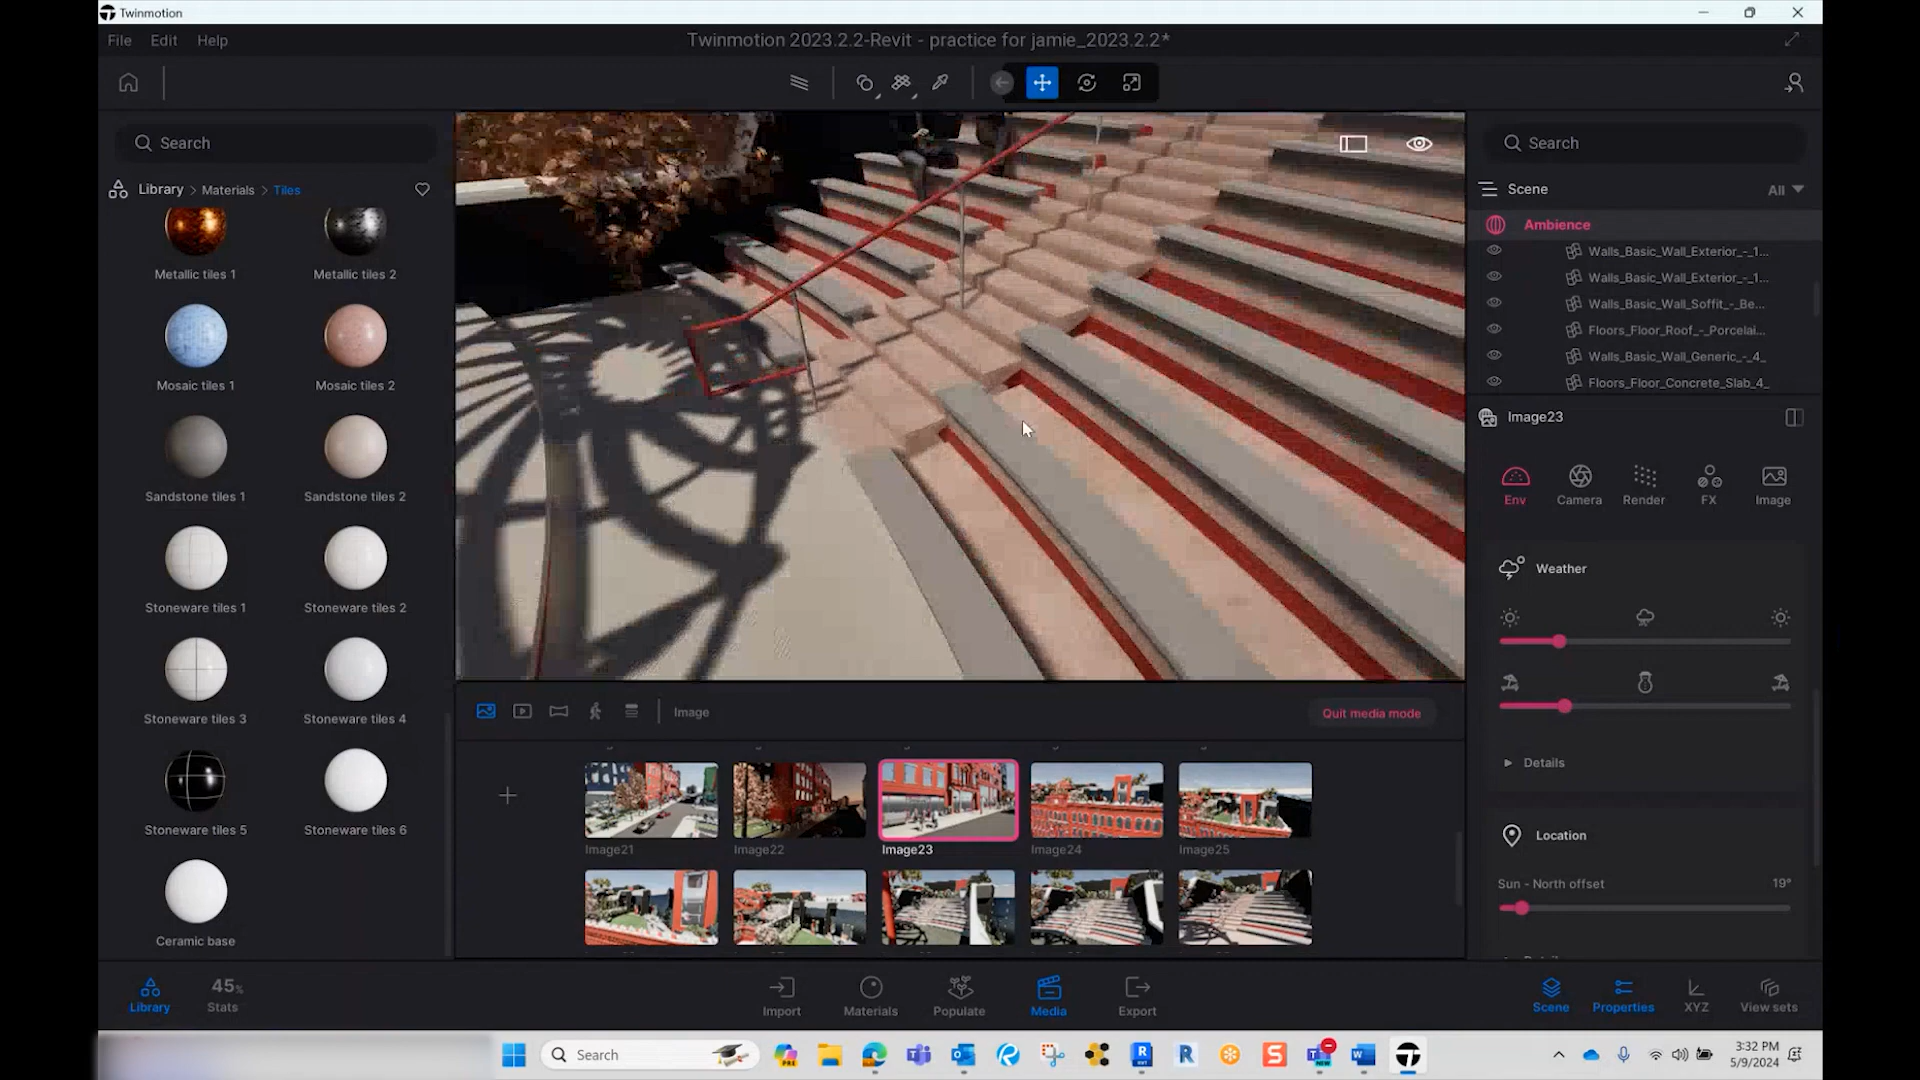 Twinmotion
File Edit Help
Twinmotion 2023.2.2-Revit - practice for jamie_2023.2.2*
Search
Library > Materials > Tiles
Metallic tiles 1
Metallic tiles 2
Mosaic tiles 1
Mosaic tiles 2
Sandstone tiles 1
Sandstone tiles 2
Stoneware tiles 1
Stoneware tiles 2
Stoneware tiles 3
Stoneware tiles 4
Stoneware tiles 5
Stoneware tiles 6
Ceramic base
Image
Quit media mode
Image21
Image22
Image23
Image24
Image25
Search
Scene
All
Ambience
Walls_Basic_Wall_Exterior_-_1...
Walls_Basic_Wall_Exterior_-_1...
Walls_Basic_Wall_Soffit_-_Be...
Floors_Floor_Roof_-_Porcelai...
Walls_Basic_Wall_Generic_-_4_
Floors_Floor_Concrete_Slab_4_
Image23
Env
Camera
Render
FX
Image
Weather
Details
Location
Sun - North offset
19°
Library
45%
Stats
Import
Materials
Populate
Media
Export
Scene
Properties
XYZ
View sets
Search
3:32 PM
5/9/2024